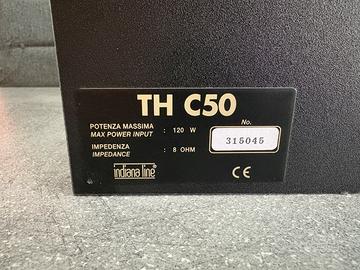 TH C50
POTENZA MASSIMA
MAX POWER INPUT : 120 W
No.
315045
IMPEDENZA
IMPEDANCE : 8 OHM
indiana line
CE